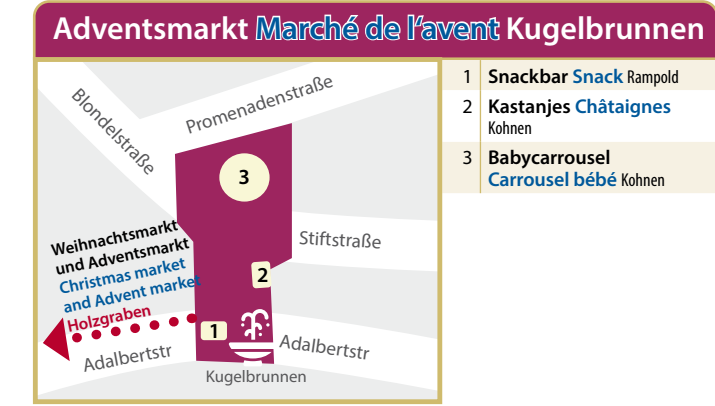 Adventsmarkt Marché de l'avent Kugelbrunnen
1 Snackbar Snack Rampold
2 Kastanjes Châtaignes
Kohnen
3 Babycarrousel
Carrousel bébé Kohnen
Blondelstraße
Promenadenstraße
3
Stiftstraße
Weihnachtsmarkt
und Adventsmarkt
Christmas market
and Advent market
Holzgraben
2
1
Adalbertstr
Adalbertstr
Kugelbrunnen